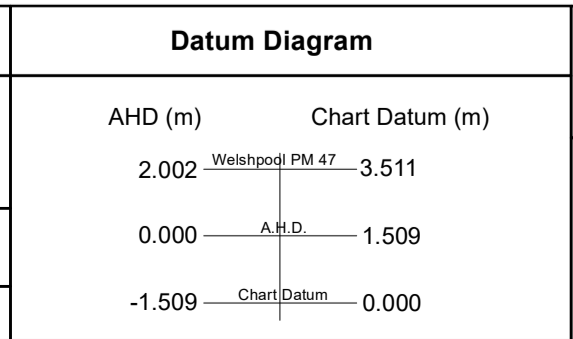 Datum Diagram
AHD (m) Chart Datum (m)
2.002 Welshpool PM 47 3.511
0.000 A.H.D. 1.509
-1.509 Chart Datum 0.000